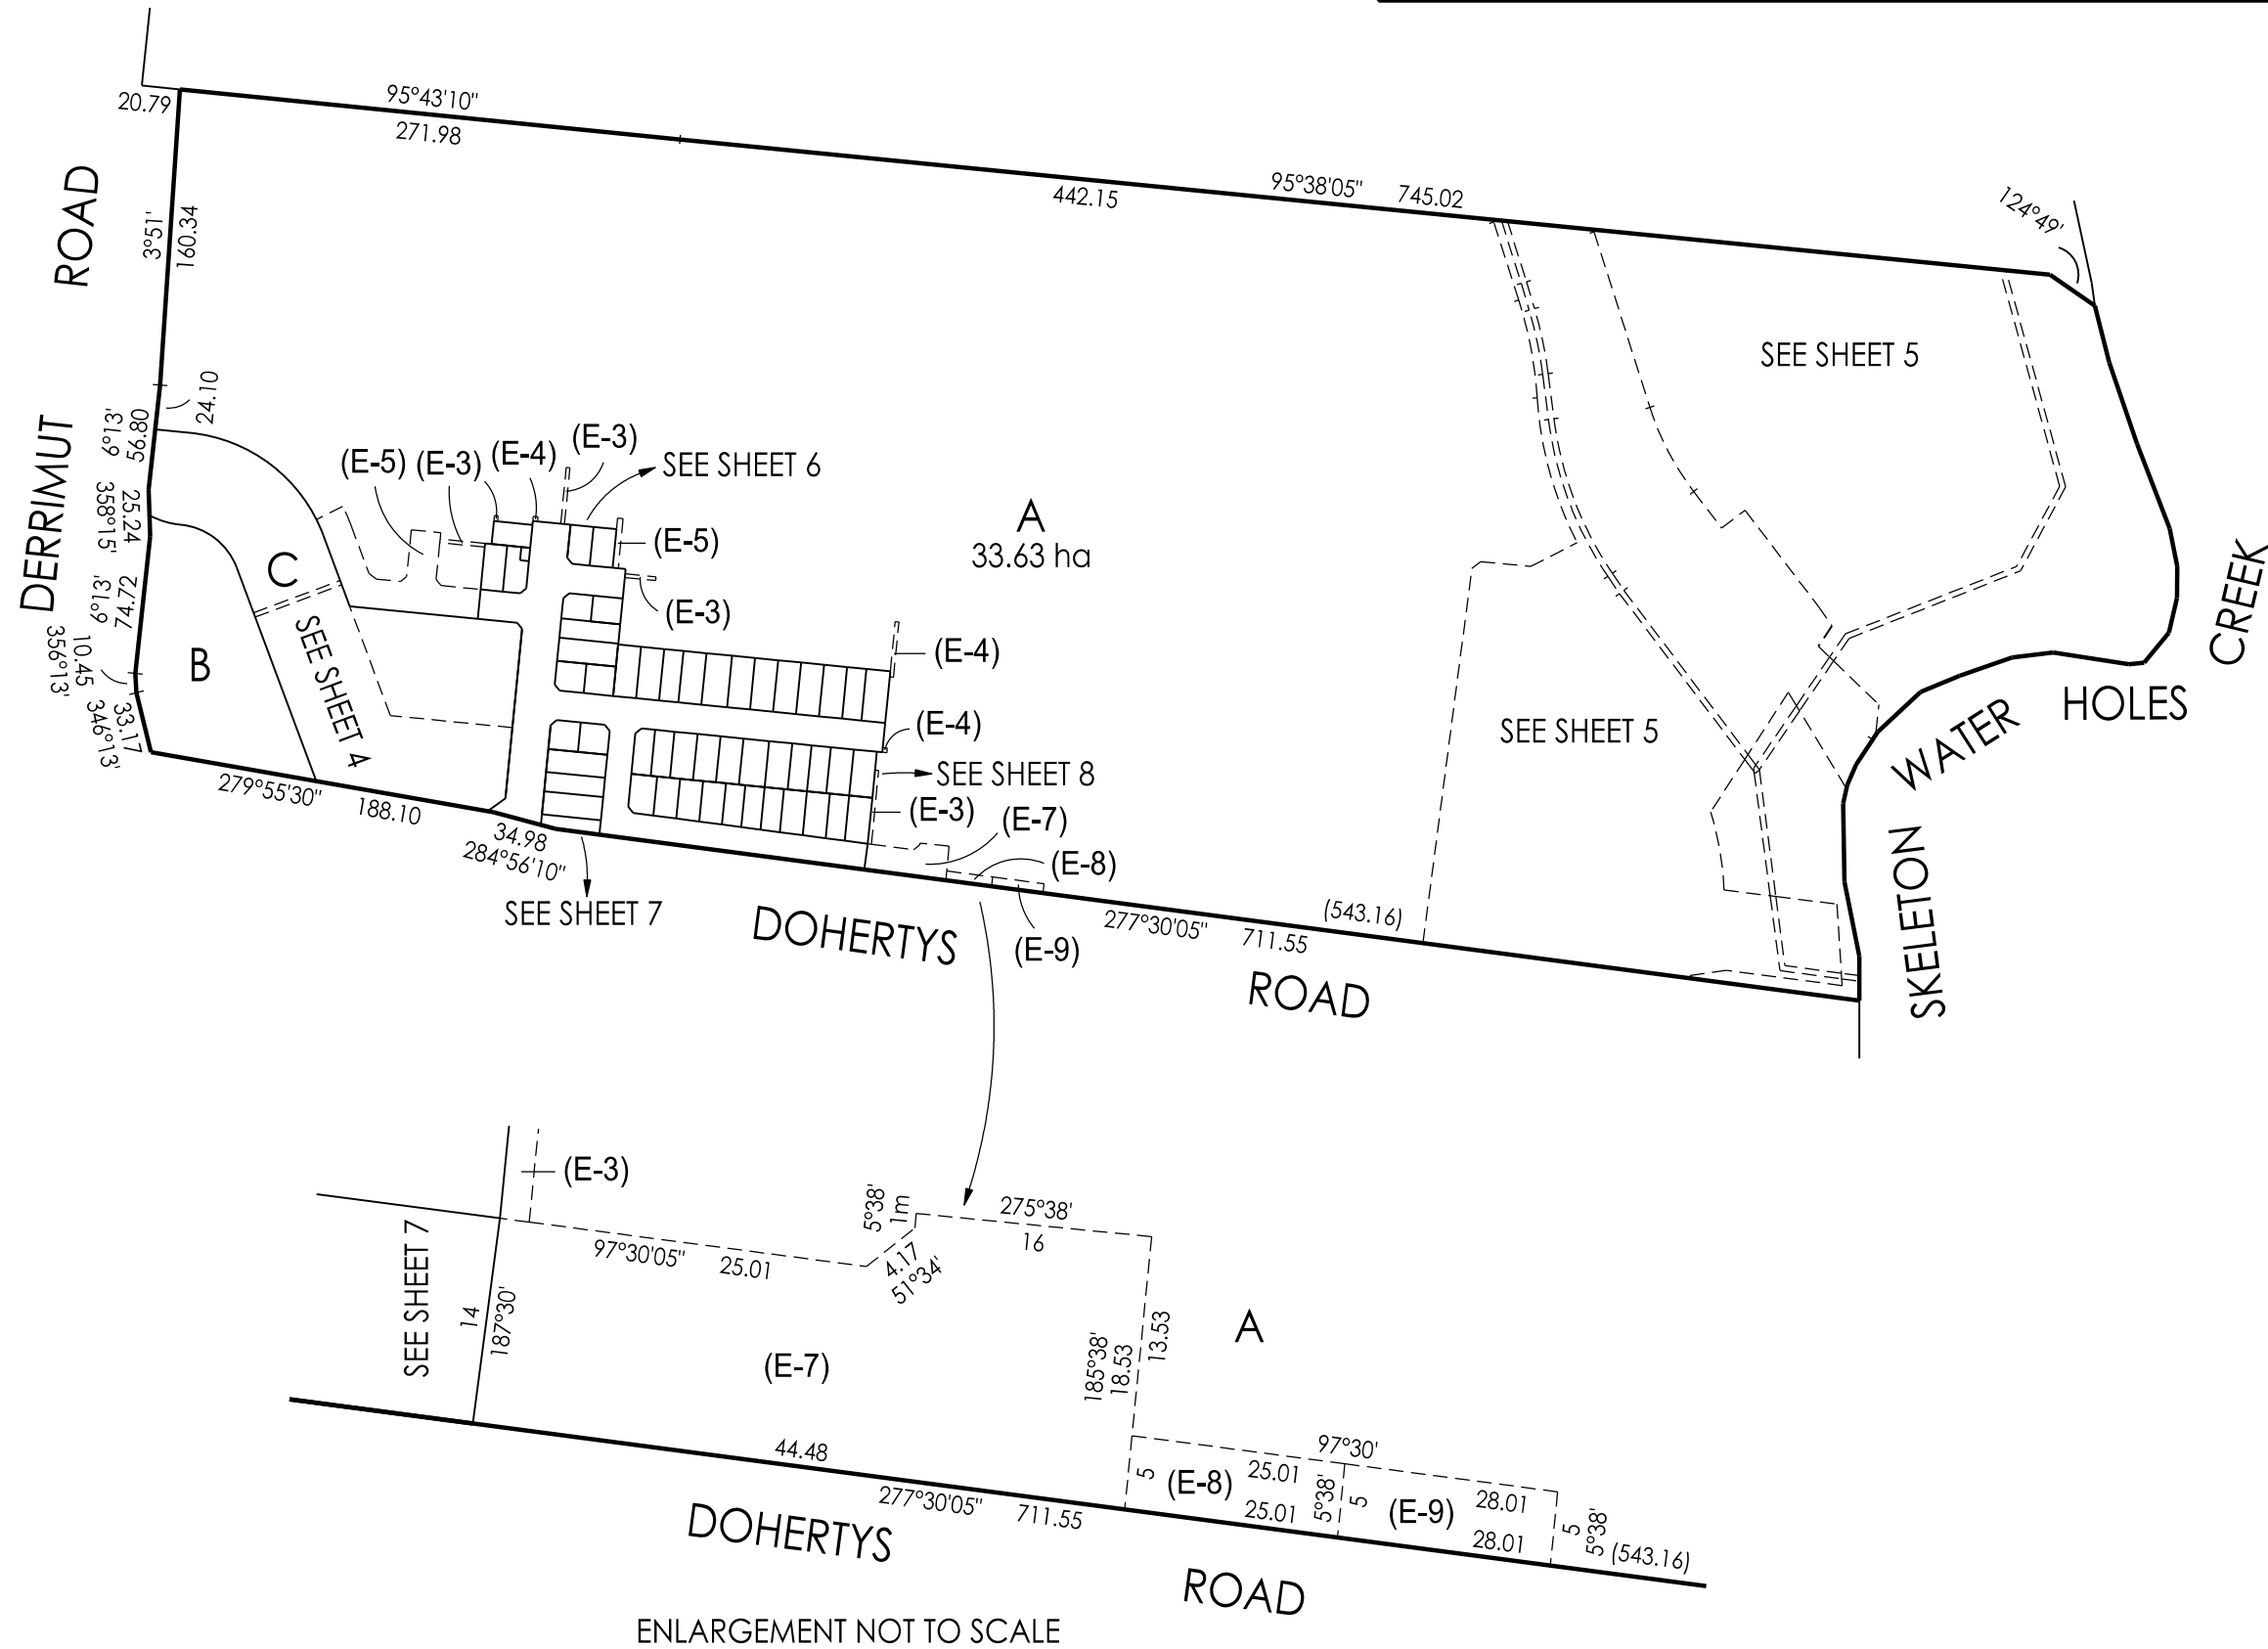 20.79
95°43'10"
271.98
442.15
95°38'05" 745.02
124°49'
ROAD
3°51'
160.34
24.10
DERRIMUT
6°13'
56.80
358°15'
25.24
6°13'
74.72
356°13'
10.45
346°13'
33.17
(E-5)
(E-3)
(E-4)
(E-3)
SEE SHEET 6
(E-5)
(E-3)
A
33.63 ha
SEE SHEET 5
C
B
SEE SHEET 4
(E-4)
(E-4)
SEE SHEET 8
(E-3)
(E-7)
(E-8)
(E-9)
SEE SHEET 5
CREEK
HOLES
WATER
SKELETON
279°55'30" 188.10
34.98
284°56'10"
SEE SHEET 7
DOHERTYS
277°30'05" 711.55
(543.16)
ROAD
(E-3)
SEE SHEET 7
97°30'05" 25.01
5°38'
1m
4.17
51°34'
275°38'
16
14
187°30'
(E-7)
185°38'
18.53
13.53
A
44.48
277°30'05" 711.55
97°30'
5
(E-8)
25.01
25.01
5°38'
5
(E-9)
28.01
28.01
5
5°38'
(543.16)
DOHERTYS
ROAD
ENLARGEMENT NOT TO SCALE